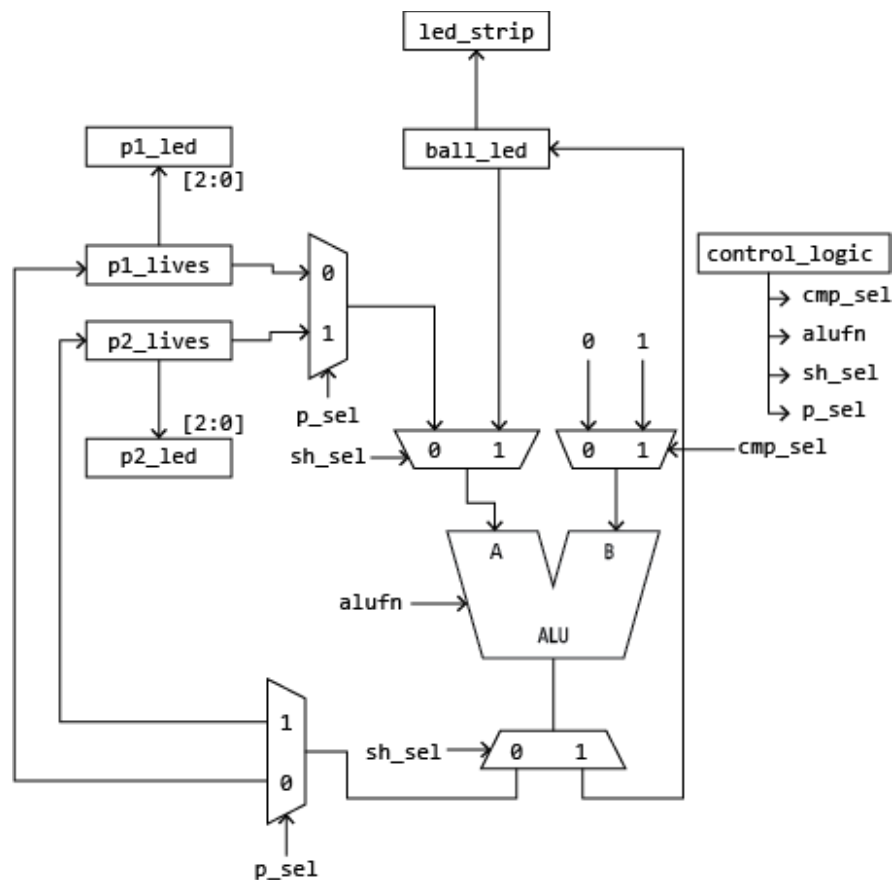 led_strip
p1_led
ball_led
[2:0]
p1_lives
0
control_logic
cmp_sel
p2_lives
1
0 1
alufn
sh_sel
p_sel
[2:0]
p_sel
p2_led
sh_sel
0 1
0 1
cmp_sel
A
B
alufn
ALU
1
sh_sel
0 1
0
p_sel